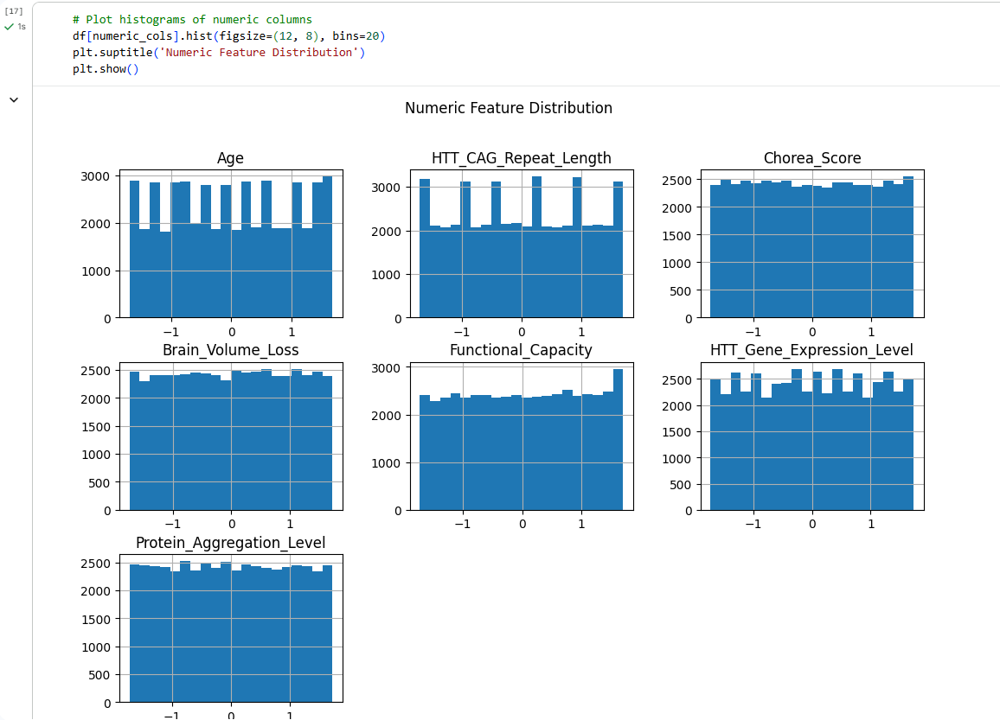 [17]
1s
# Plot histograms of numeric columns
df[numeric_cols].hist(figsize=(12, 8), bins=20)
plt.suptitle('Numeric Feature Distribution')
plt.show()
Numeric Feature Distribution
Age
3000
2000
1000
0
−1 0 1
HTT_CAG_Repeat_Length
3000
2000
1000
0
−1 0 1
Chorea_Score
2500
2000
1500
1000
500
0
−1 0 1
Brain_Volume_Loss
2500
2000
1500
1000
500
0
−1 0 1
Functional_Capacity
3000
2000
1000
0
−1 0 1
HTT_Gene_Expression_Level
2500
2000
1500
1000
500
0
−1 0 1
Protein_Aggregation_Level
2500
2000
1500
1000
500
0
−1 0 1